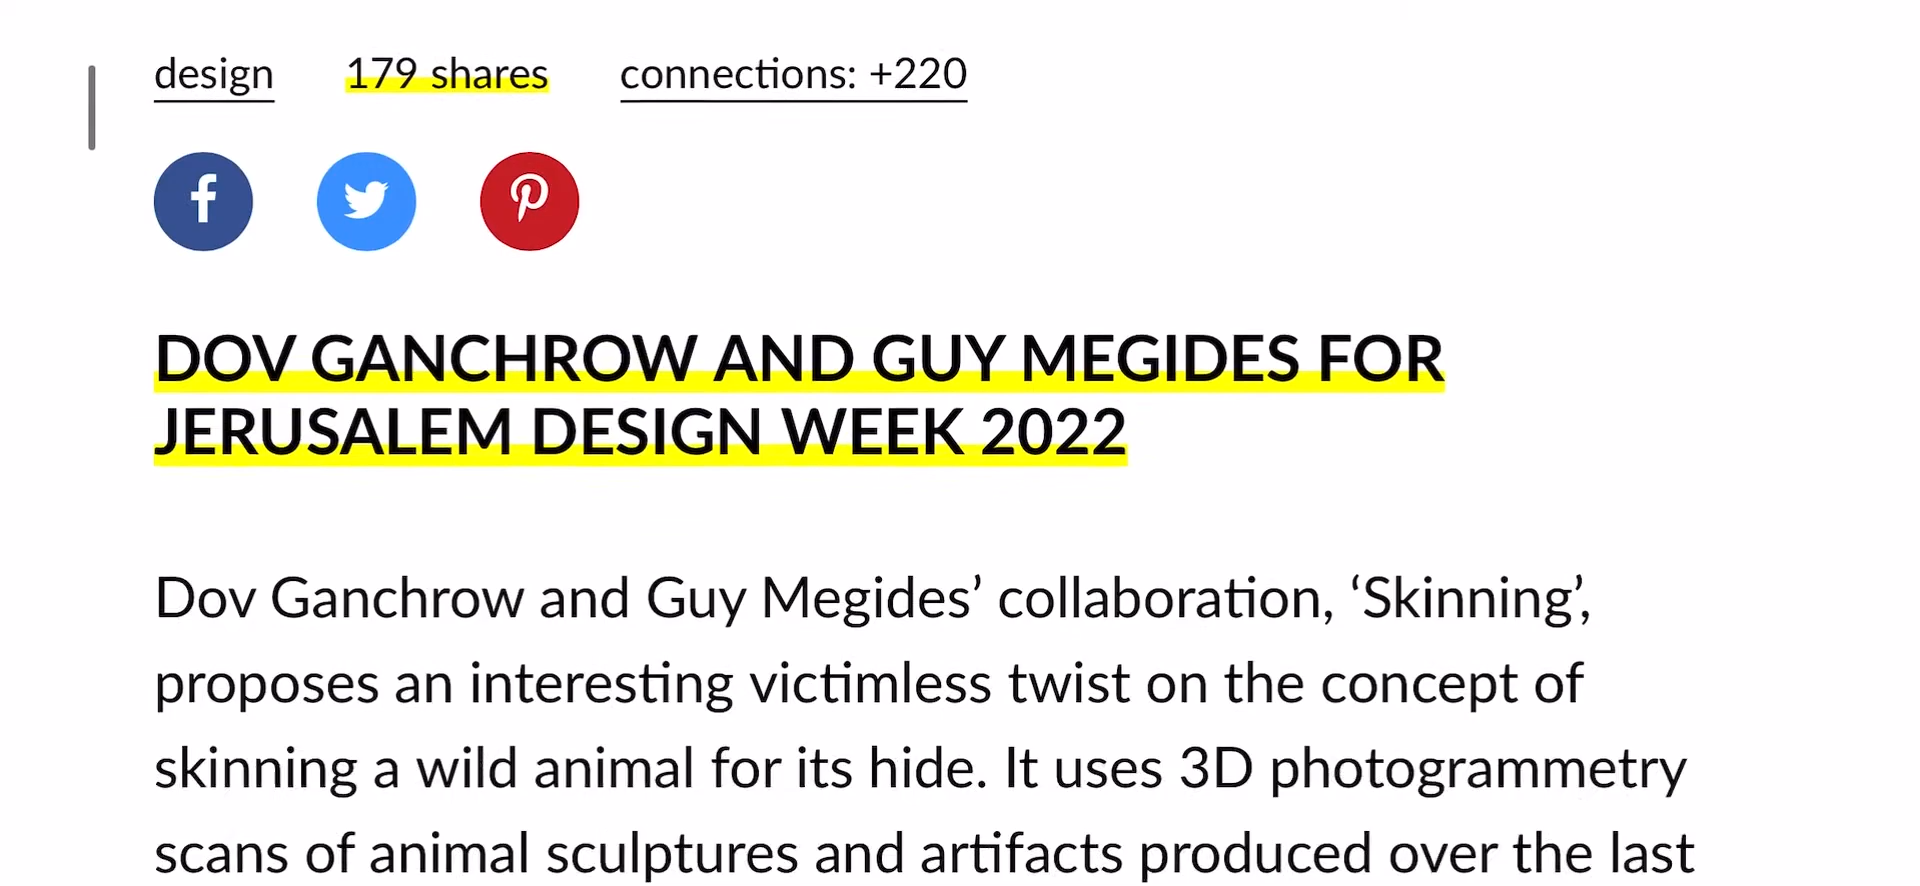 design 179 shares connections: +220
DOV GANCHROW AND GUY MEGIDES FOR
JERUSALEM DESIGN WEEK 2022
Dov Ganchrow and Guy Megides’ collaboration, ‘Skinning’,
proposes an interesting victimless twist on the concept of
skinning a wild animal for its hide. It uses 3D photogrammetry
scans of animal sculptures and artifacts produced over the last